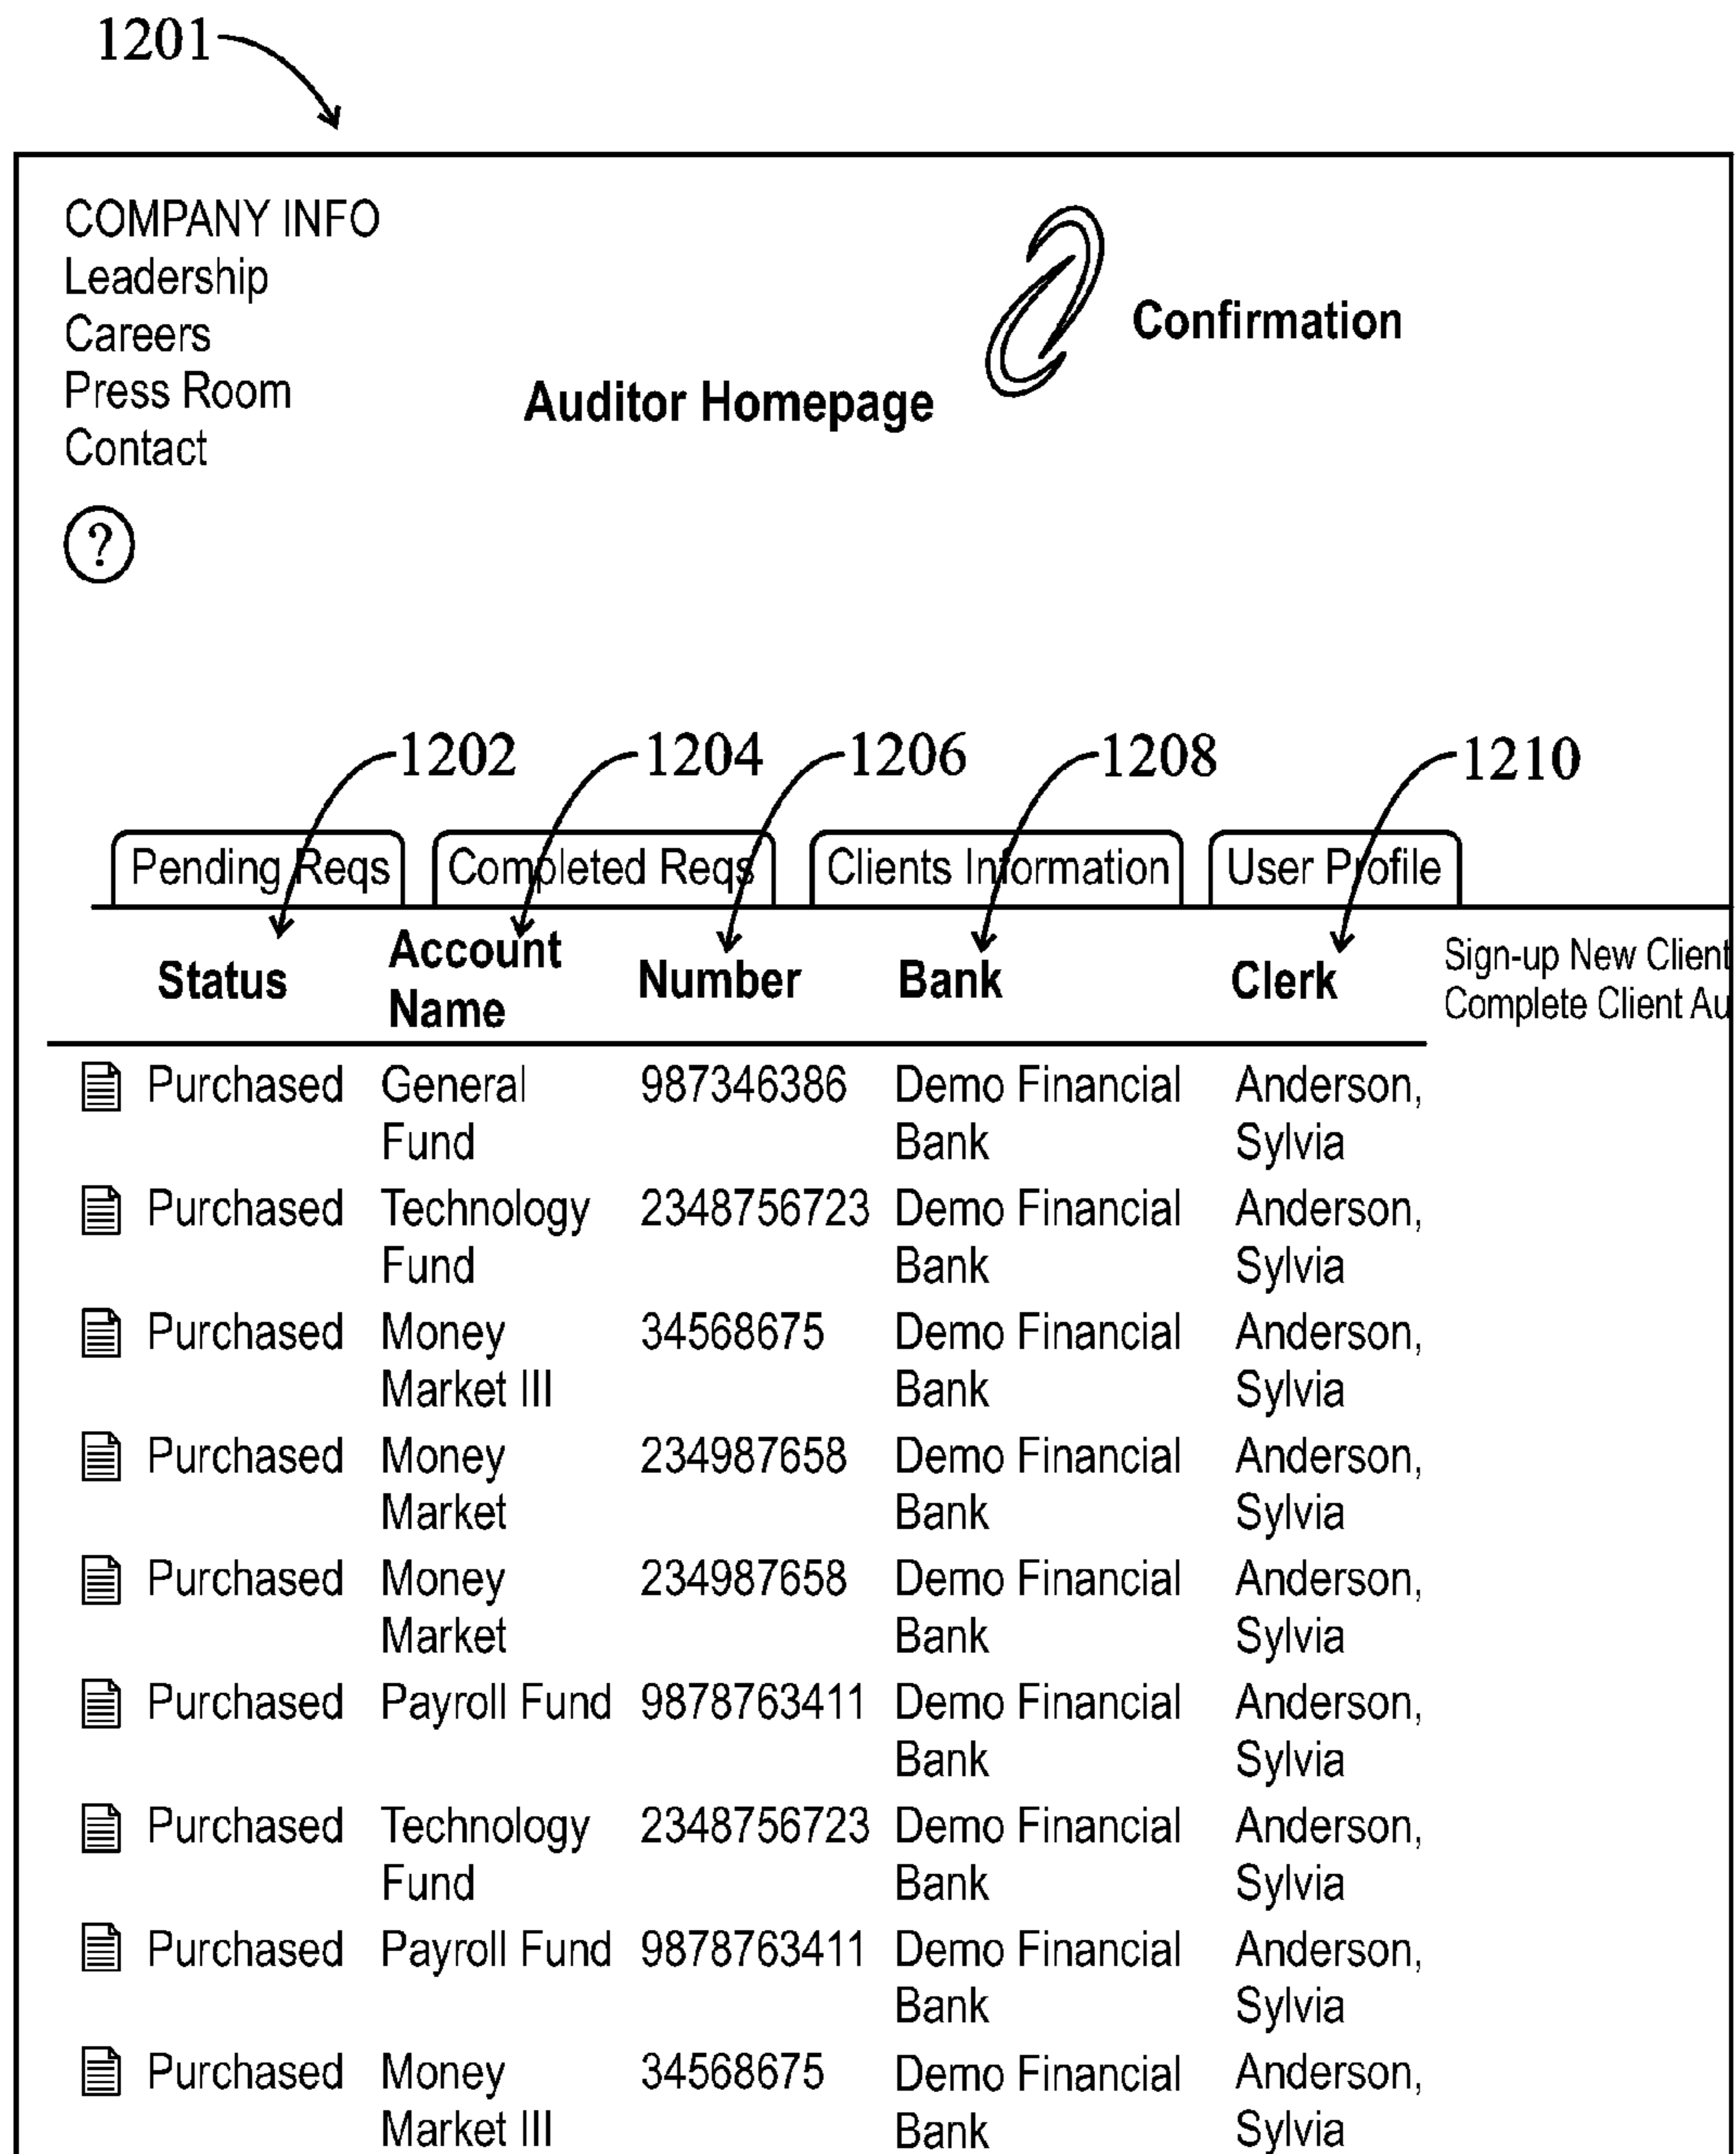 1201
COMPANY INFO
Leadership
Careers
Press Room
Contact
?
Confirmation
Auditor Homepage
1202 1204 1206 1208 1210
Pending Reqs Completed Reqs Clients Information User Profile
Status Account Name Number Bank Clerk
Sign-up New Client
Complete Client Au
Purchased General 987346386 Demo Financial Anderson,
Fund Bank Sylvia
Purchased Technology 2348756723 Demo Financial Anderson,
Fund Bank Sylvia
Purchased Money 34568675 Demo Financial Anderson,
Market III Bank Sylvia
Purchased Money 234987658 Demo Financial Anderson,
Market Bank Sylvia
Purchased Money 234987658 Demo Financial Anderson,
Market Bank Sylvia
Purchased Payroll Fund 9878763411 Demo Financial Anderson,
Bank Sylvia
Purchased Technology 2348756723 Demo Financial Anderson,
Fund Bank Sylvia
Purchased Payroll Fund 9878763411 Demo Financial Anderson,
Bank Sylvia
Purchased Money 34568675 Demo Financial Anderson,
Market III Bank Sylvia